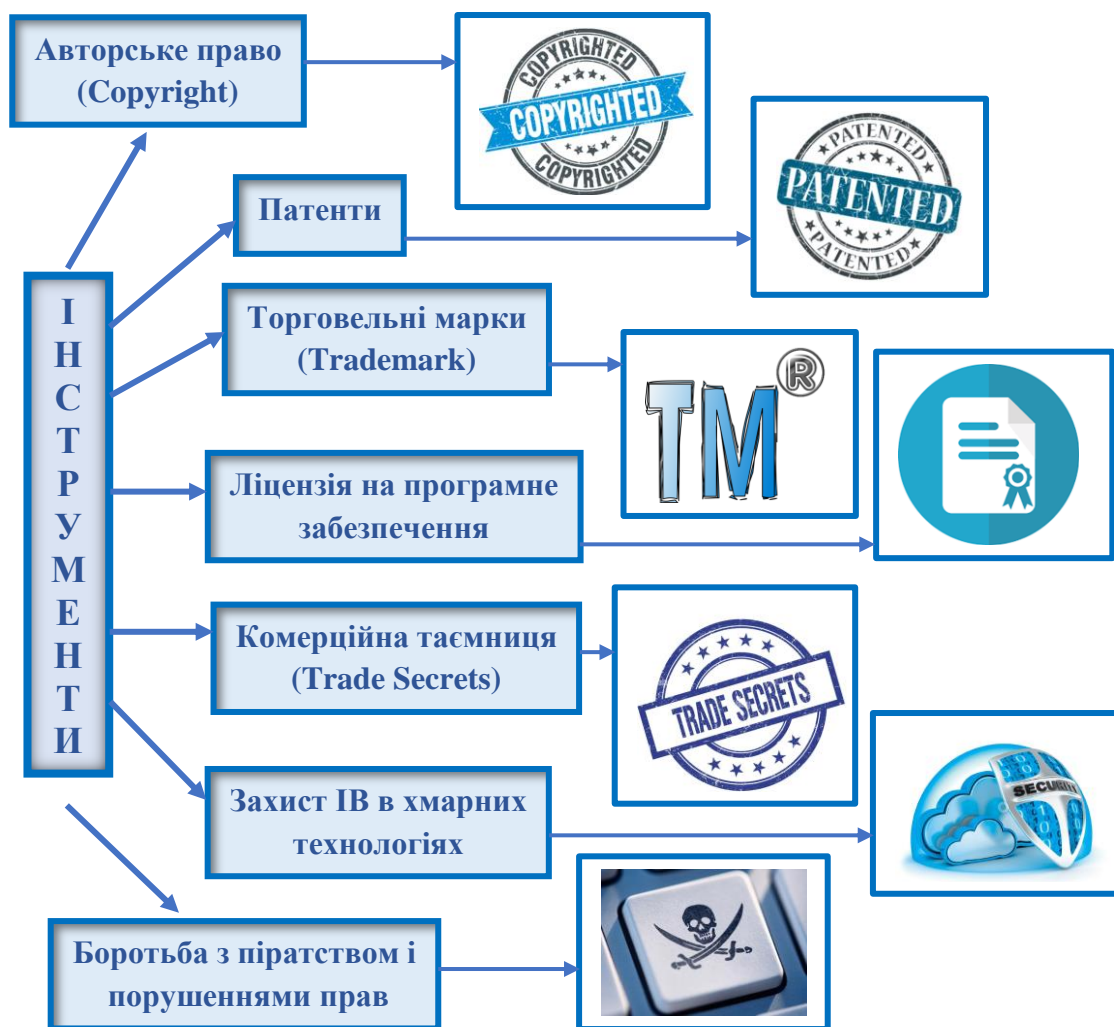 Авторське право
(Copyright)
COPYRIGHTED
COPYRIGHTED
COPYRIGHTED
Патенти
PATENTED
PATENTED
PATENTED
ІНСТРУМЕНТИ
Торговельні марки
(Trademark)
TM®
Ліцензія на програмне
забезпечення
Комерційна таємниця
(Trade Secrets)
TRADE SECRETS
Захист ІВ в хмарних
технологіях
SECURITY
Боротьба з піратством і
порушеннями прав